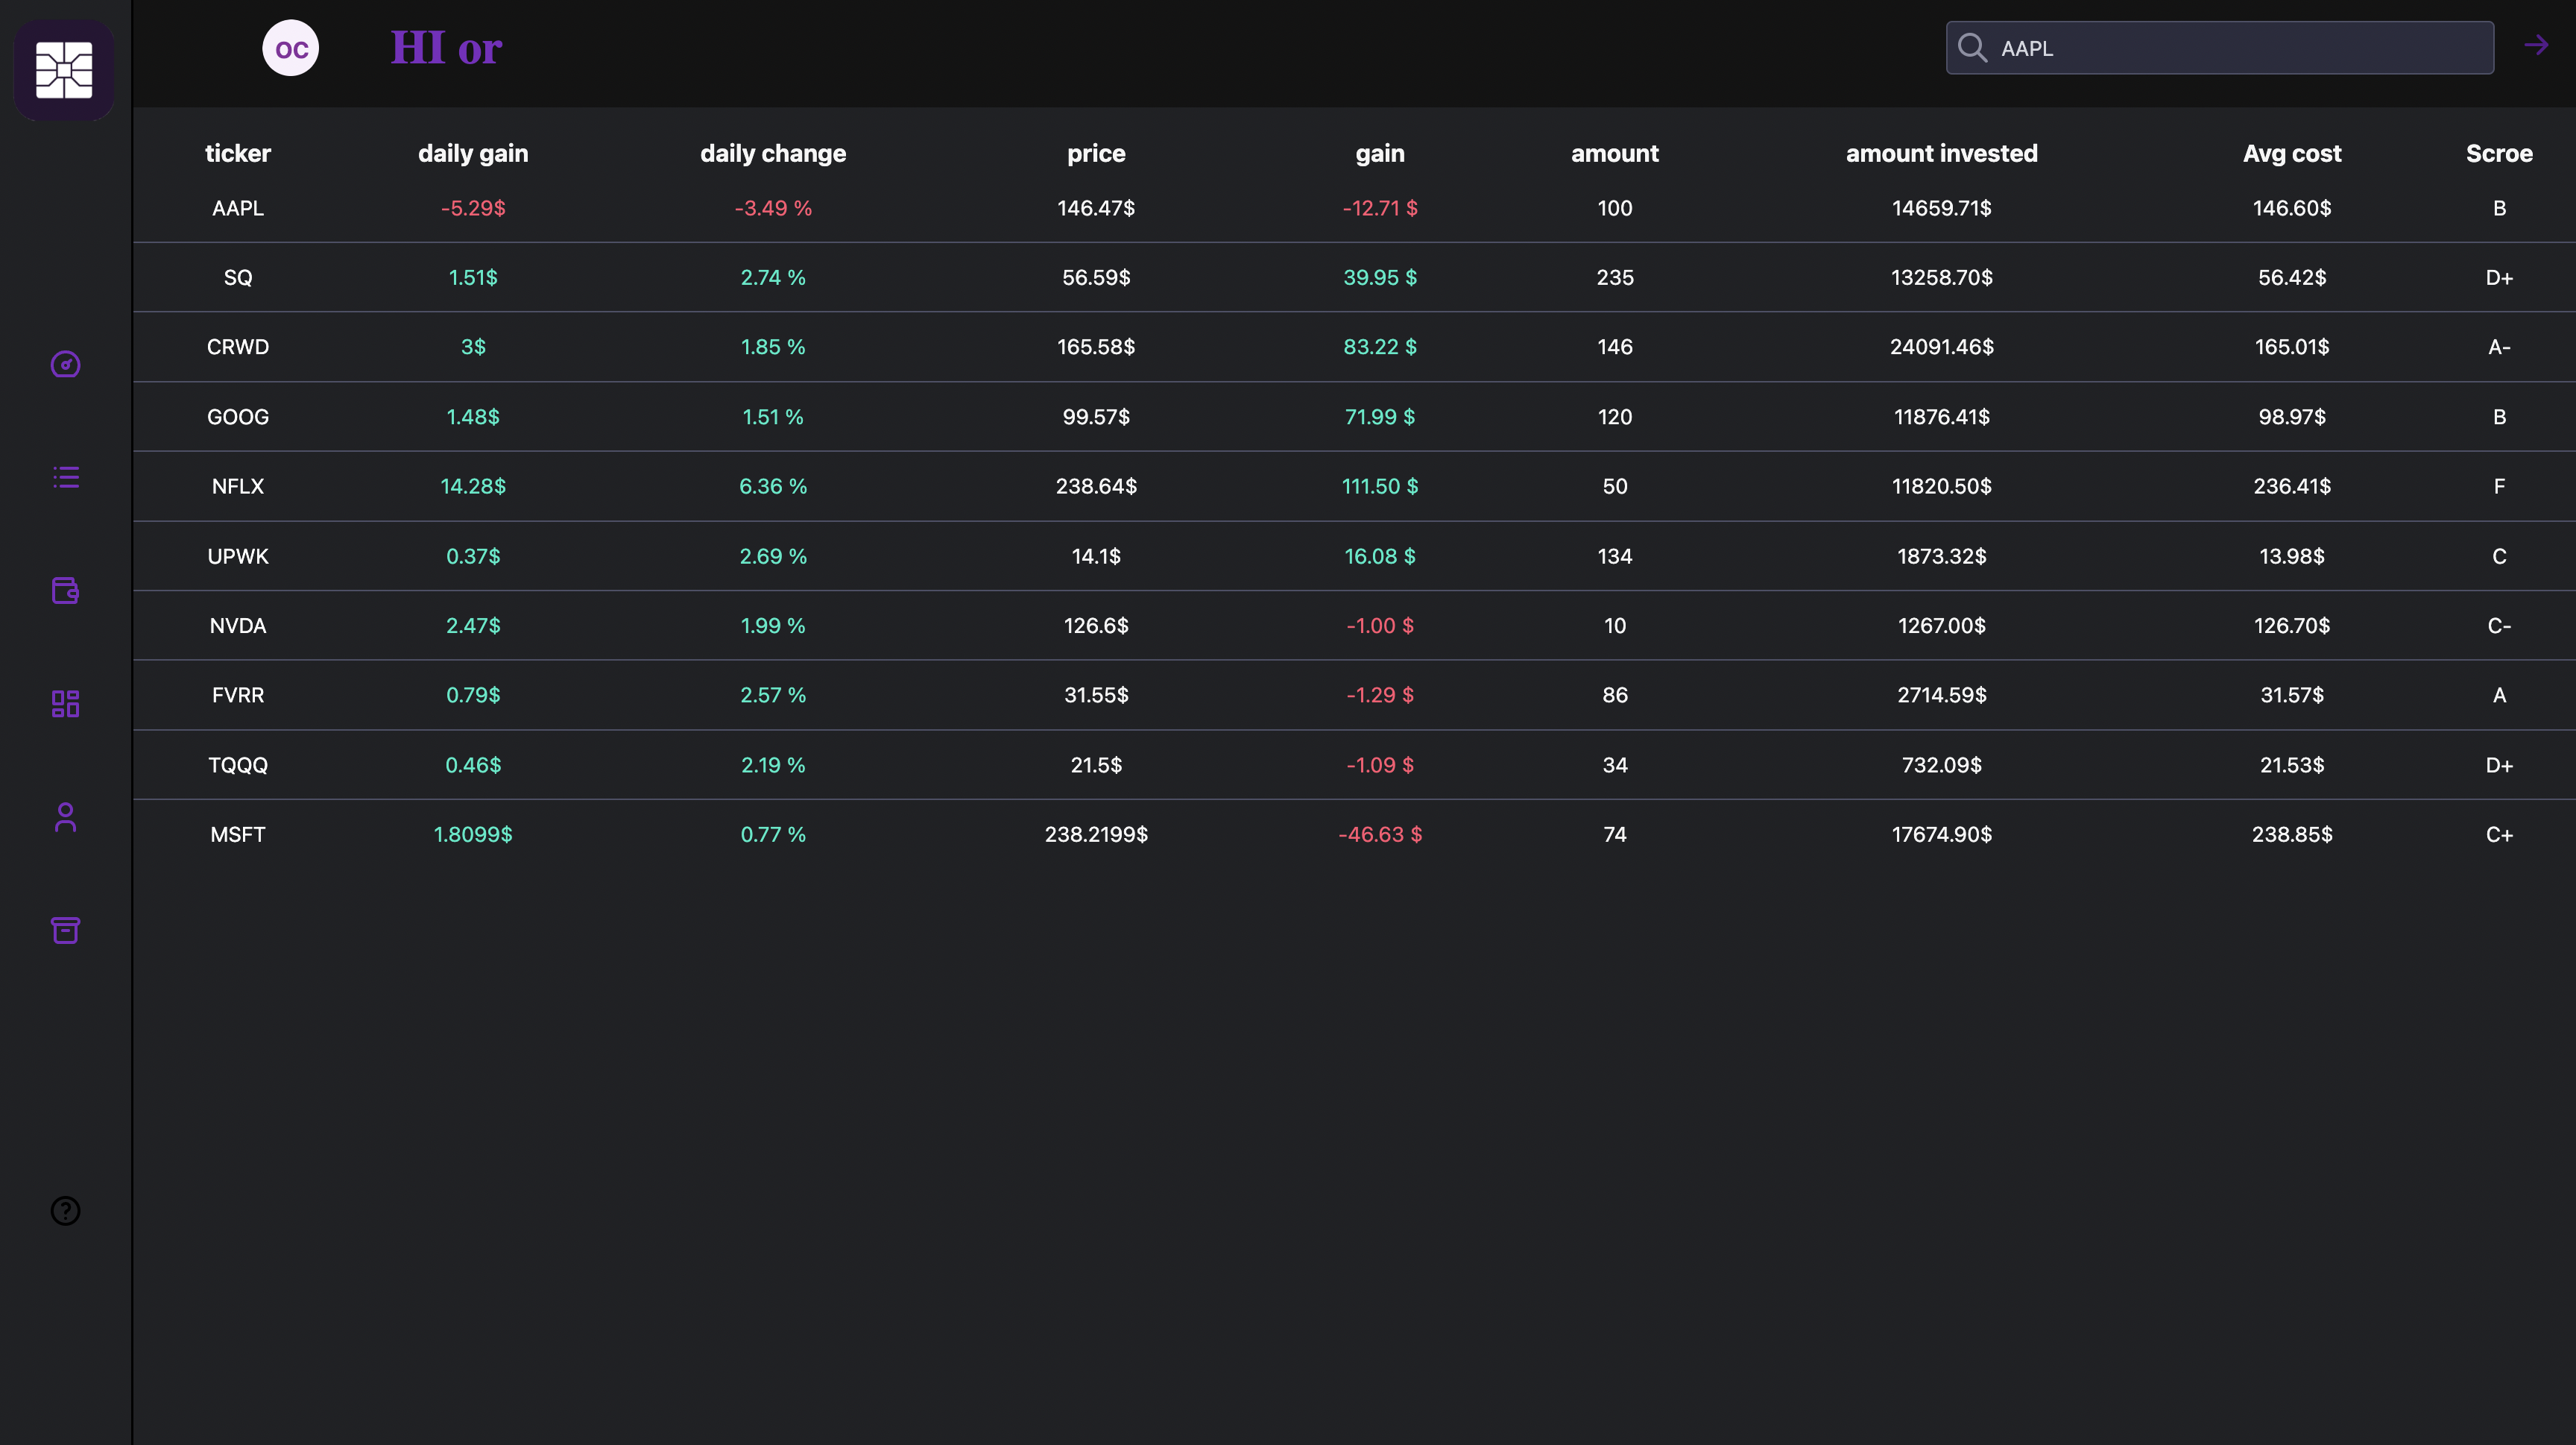 OC HI or AAPL
ticker daily gain daily change price gain amount amount invested Avg cost Scroe
AAPL -5.29$ -3.49 % 146.47$ -12.71 $ 100 14659.71$ 146.60$ B
SQ 1.51$ 2.74 % 56.59$ 39.95 $ 235 13258.70$ 56.42$ D+
CRWD 3$ 1.85 % 165.58$ 83.22 $ 146 24091.46$ 165.01$ A-
GOOG 1.48$ 1.51 % 99.57$ 71.99 $ 120 11876.41$ 98.97$ B
NFLX 14.28$ 6.36 % 238.64$ 111.50 $ 50 11820.50$ 236.41$ F
UPWK 0.37$ 2.69 % 14.1$ 16.08 $ 134 1873.32$ 13.98$ C
NVDA 2.47$ 1.99 % 126.6$ -1.00 $ 10 1267.00$ 126.70$ C-
FVRR 0.79$ 2.57 % 31.55$ -1.29 $ 86 2714.59$ 31.57$ A
TQQQ 0.46$ 2.19 % 21.5$ -1.09 $ 34 732.09$ 21.53$ D+
MSFT 1.8099$ 0.77 % 238.2199$ -46.63 $ 74 17674.90$ 238.85$ C+